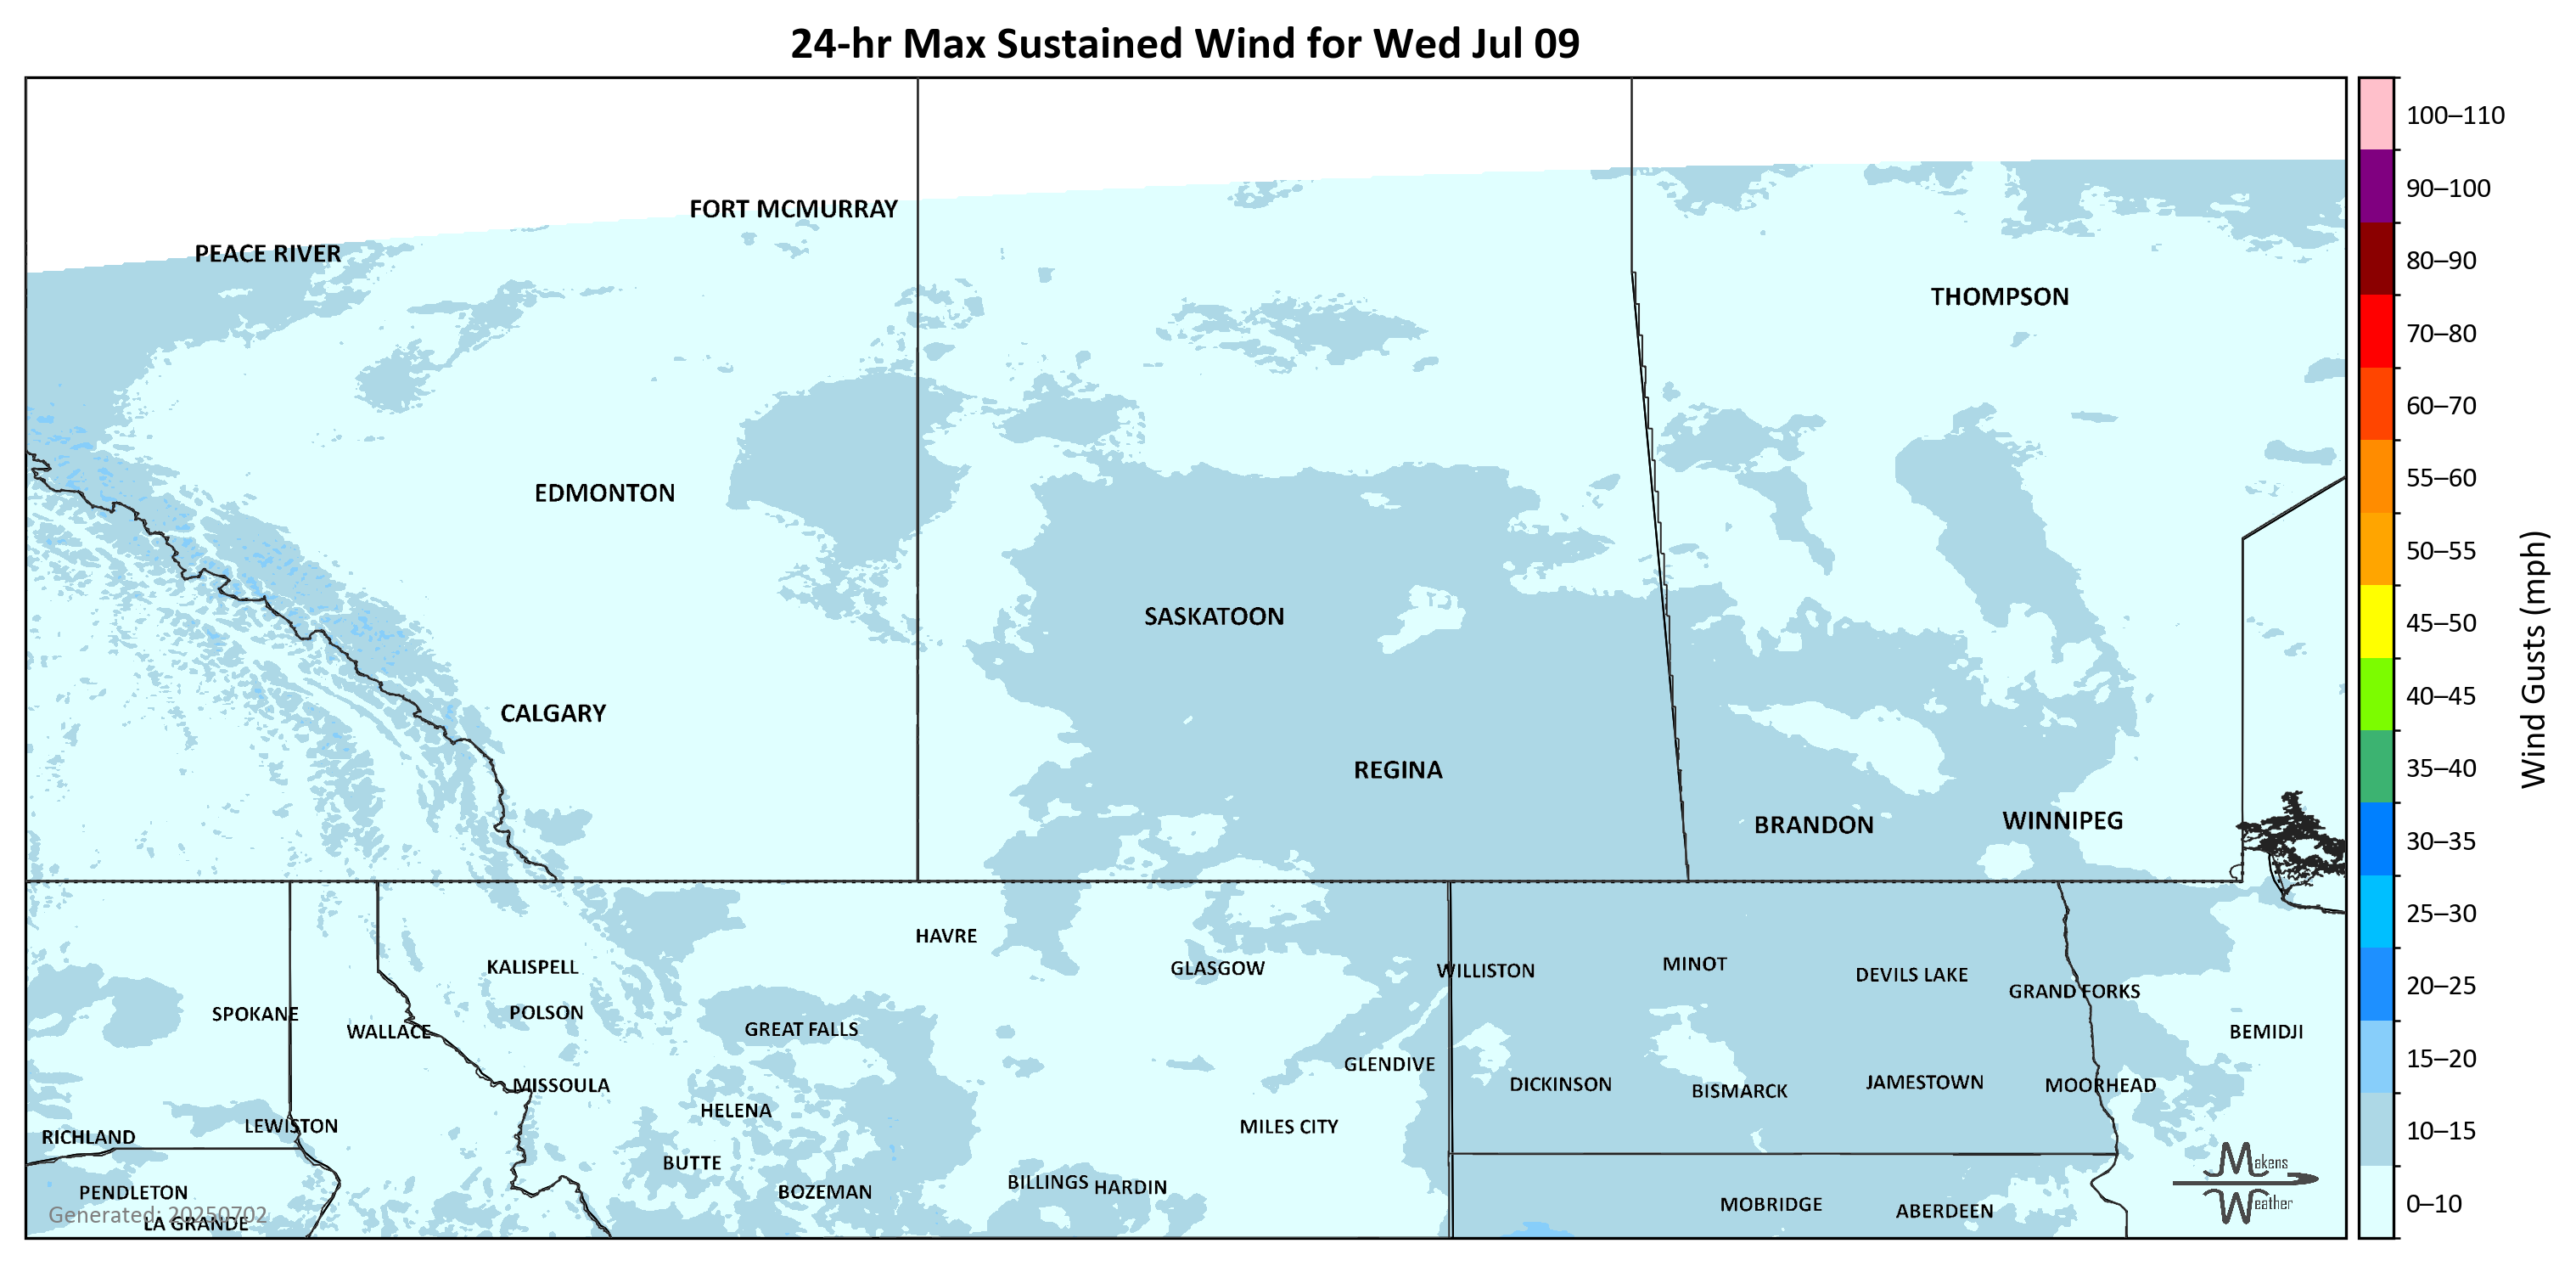 24-hr Max Sustained Wind for Wed Jul 09
100–110
FORT MCMURRAY
90–100
PEACE RIVER
80–90
THOMPSON
70–80
60–70
EDMONTON
55–60
50–55
SASKATOON
45–50
CALGARY
40–45
REGINA
35–40
BRANDON
WINNIPEG
30–35
Wind Gusts (mph)
HAVRE
25–30
KALISPELL
GLASGOW
WILLISTON
MINOT
DEVILS LAKE
20–25
GRAND FORKS
SPOKANE
POLSON
WALLACE
GREAT FALLS
BEMIDJI
15–20
GLENDIVE
MISSOULA
DICKINSON
BISMARCK
JAMESTOWN
MOORHEAD
HELENA
LEWISTON
MILES CITY
RICHLAND
10–15
BUTTE
Makens
Weather
PENDLETON
BOZEMAN
BILLINGS
HARDIN
MOBRIDGE
ABERDEEN
0–10
Generated: 20250702
LA GRANDE